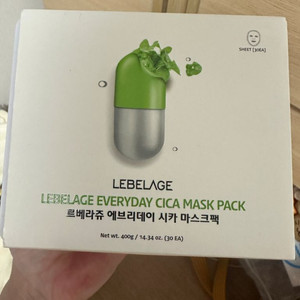 SHEET [30EA]
LEBELAGE
LEBELAGE EVERYDAY CICA MASK PACK
르베라쥬 에브리데이 시카 마스크팩
Net wt. 400g / 14.34 oz. (30 EA)